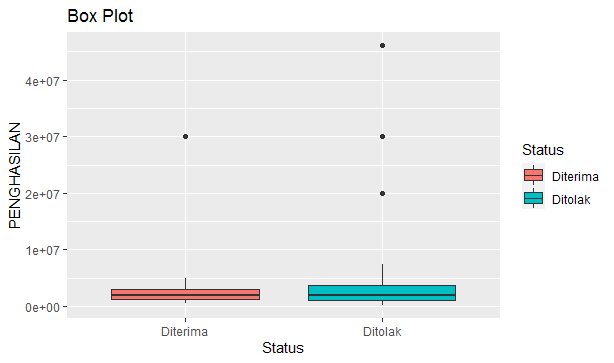 Box Plot
PENGHASILAN
4e+07
3e+07
2e+07
1e+07
0e+00
Diterima
Ditolak
Status
Status
Diterima
Ditolak